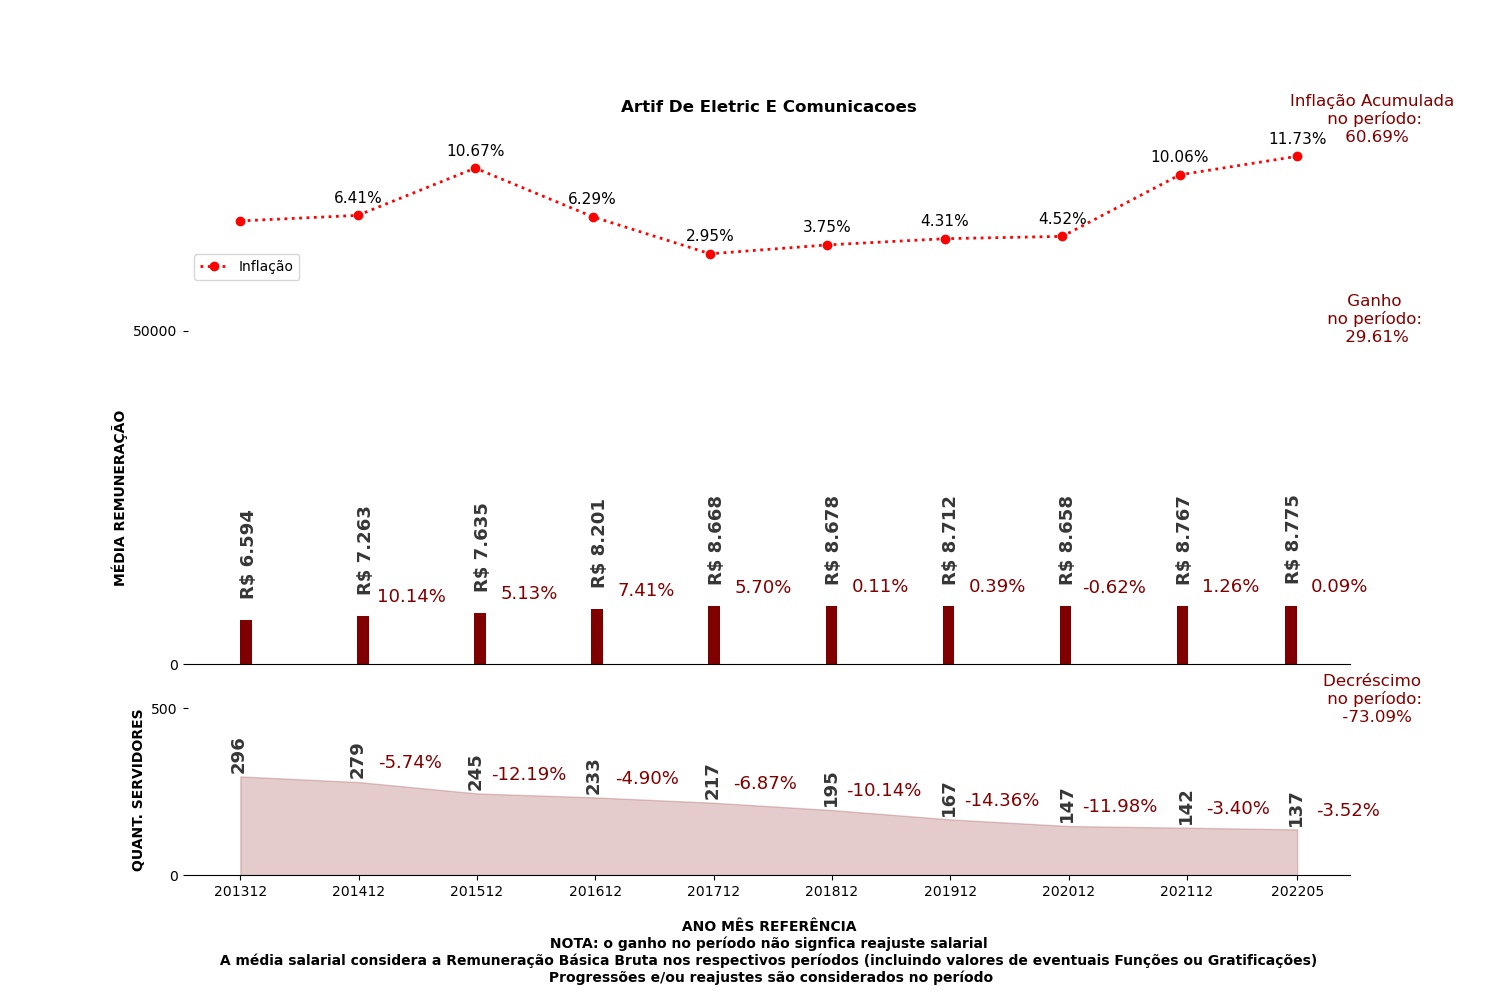 Artif De Eletric E Comunicacoes
Inflação Acumulada
no período:
60.69%
6.41%
10.67%
6.29%
2.95%
3.75%
4.31%
4.52%
10.06%
11.73%
Inflação
Ganho
no período:
29.61%
50000
0
MÉDIA REMUNERAÇÃO
R$ 6.594
R$ 7.263
R$ 7.635
R$ 8.201
R$ 8.668
R$ 8.678
R$ 8.712
R$ 8.658
R$ 8.767
R$ 8.775
10.14%
5.13%
7.41%
5.70%
0.11%
0.39%
-0.62%
1.26%
0.09%
Decréscimo
no período:
-73.09%
500
0
QUANT. SERVIDORES
296
279
245
233
217
195
167
147
142
137
-5.74%
-12.19%
-4.90%
-6.87%
-10.14%
-14.36%
-11.98%
-3.40%
-3.52%
201312
201412
201512
201612
201712
201812
201912
202012
202112
202205
ANO MÊS REFERÊNCIA
NOTA: o ganho no período não signfica reajuste salarial
A média salarial considera a Remuneração Básica Bruta nos respectivos períodos (incluindo valores de eventuais Funções ou Gratificações)
Progressões e/ou reajustes são considerados no período